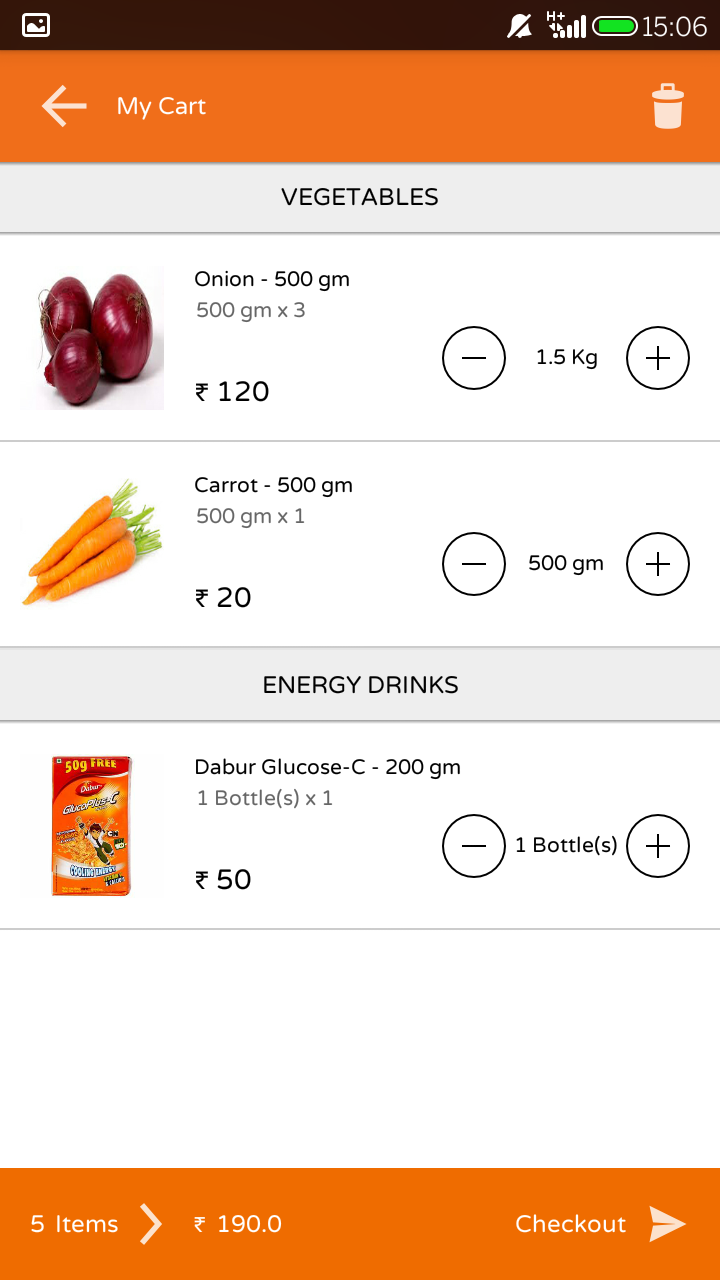 H+
15:06
My Cart
VEGETABLES
Onion - 500 gm
500 gm x 3
1.5 Kg
₹ 120
Carrot - 500 gm
500 gm x 1
500 gm
₹ 20
ENERGY DRINKS
50g FREE
Dabur
GlucoPlus-C
COOLING ENERGY
Dabur Glucose-C - 200 gm
1 Bottle(s) x 1
1 Bottle(s)
₹ 50
5 Items
₹ 190.0
Checkout